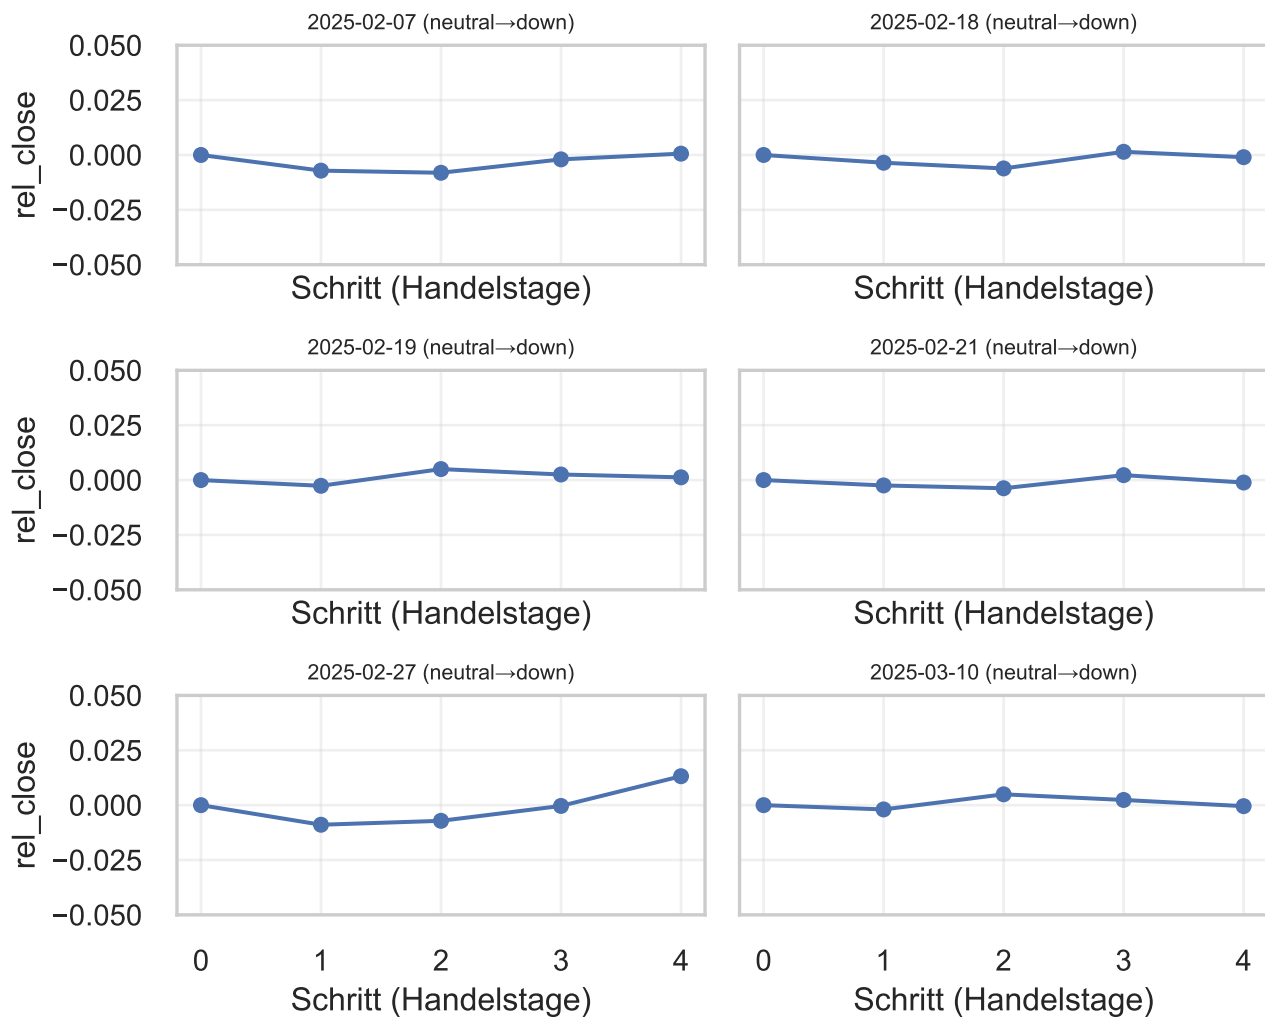 2025-02-07 (neutral→down)
2025-02-18 (neutral→down)
rel_close
0.050
0.025
0.000
−0.025
−0.050
Schritt (Handelstage)
Schritt (Handelstage)
2025-02-19 (neutral→down)
2025-02-21 (neutral→down)
rel_close
0.050
0.025
0.000
−0.025
−0.050
Schritt (Handelstage)
Schritt (Handelstage)
2025-02-27 (neutral→down)
2025-03-10 (neutral→down)
rel_close
0.050
0.025
0.000
−0.025
−0.050
0 1 2 3 4
0 1 2 3 4
Schritt (Handelstage)
Schritt (Handelstage)